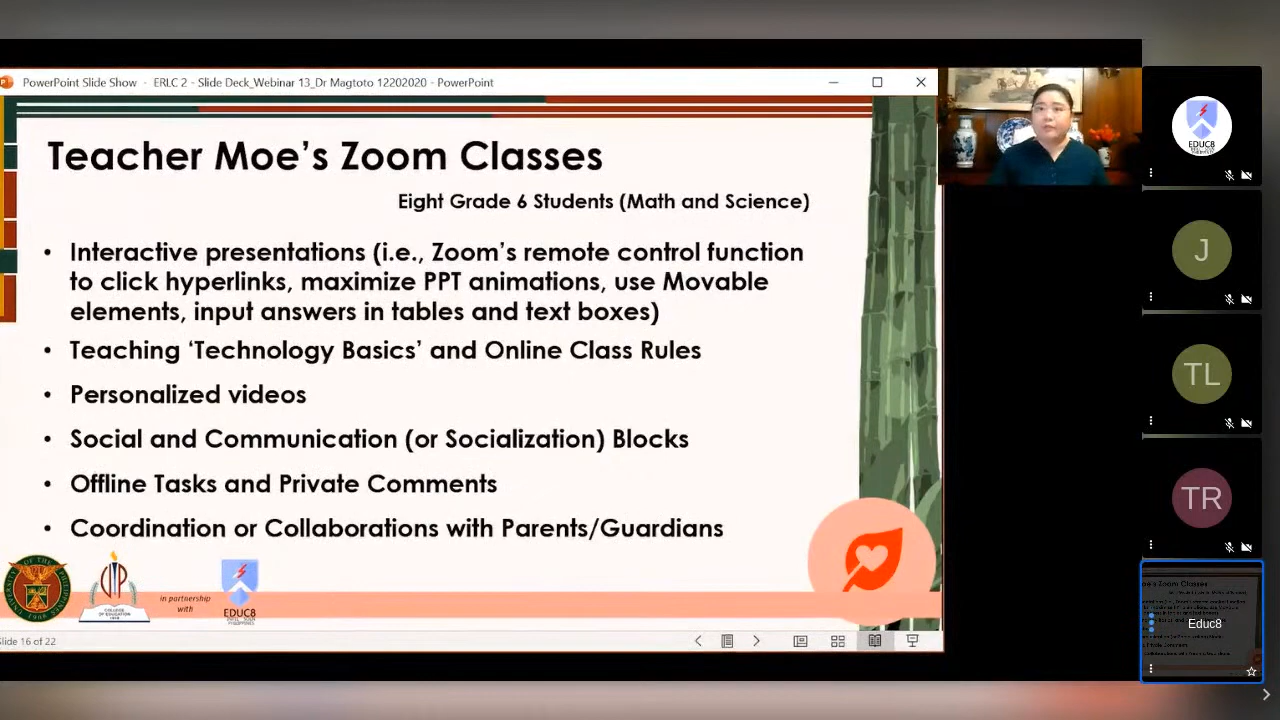 PowerPoint Slide Show - ERLC 2 - Slide Deck_Webinar 13_Dr Magtoto 12202020 - PowerPoint
Teacher Moe's Zoom Classes
Eight Grade 6 Students (Math and Science)
• Interactive presentations (i.e., Zoom's remote control function
to click hyperlinks, maximize PPT animations, use Movable
elements, input answers in tables and text boxes)
• Teaching 'Technology Basics' and Online Class Rules
• Personalized videos
• Social and Communication (or Socialization) Blocks
• Offline Tasks and Private Comments
• Coordination or Collaborations with Parents/Guardians
COLLEGE OF EDUCATION
in partnership
with
EDUC8
Slide 16 of 22
EDUC8
J
TL
TR
Educ8